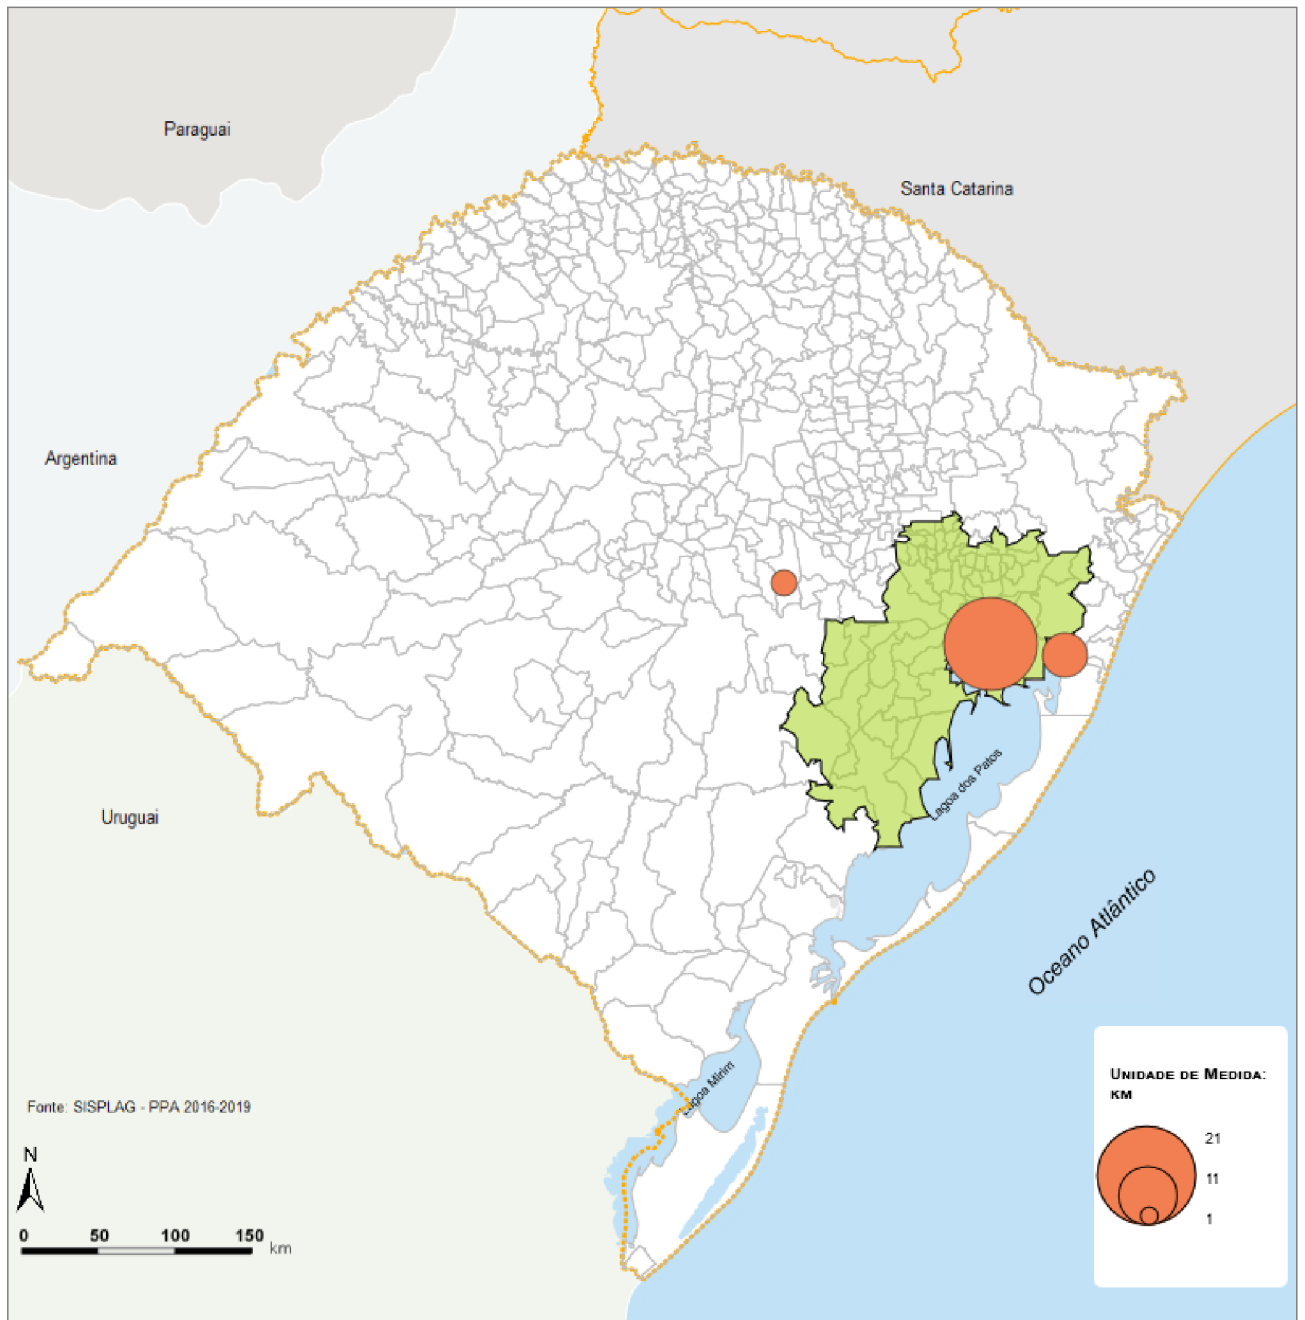 Paraguai
Santa Catarina
Argentina
Uruguai
Lagoa dos Patos
Oceano Atlântico
Lagoa Mirim
Fonte: SISPLAG - PPA 2016-2019
N
0 50 100 150
km
UNIDADE DE MEDIDA:
KM
21
11
1